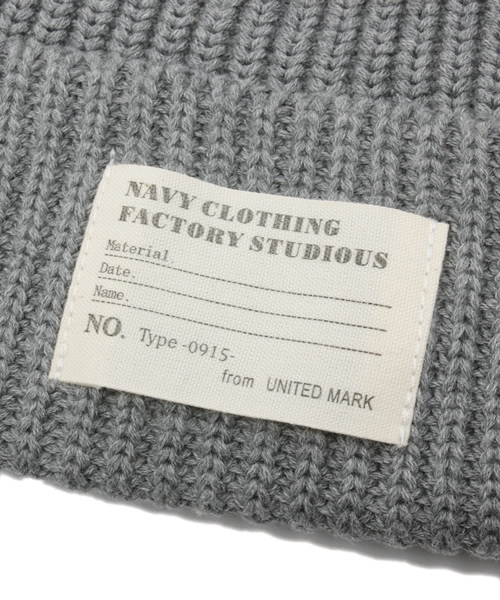 NAVY CLOTHING
FACTORY STUDIOUS
Material.
Date.
Name.
NO. Type -0915-
from UNITED MARK